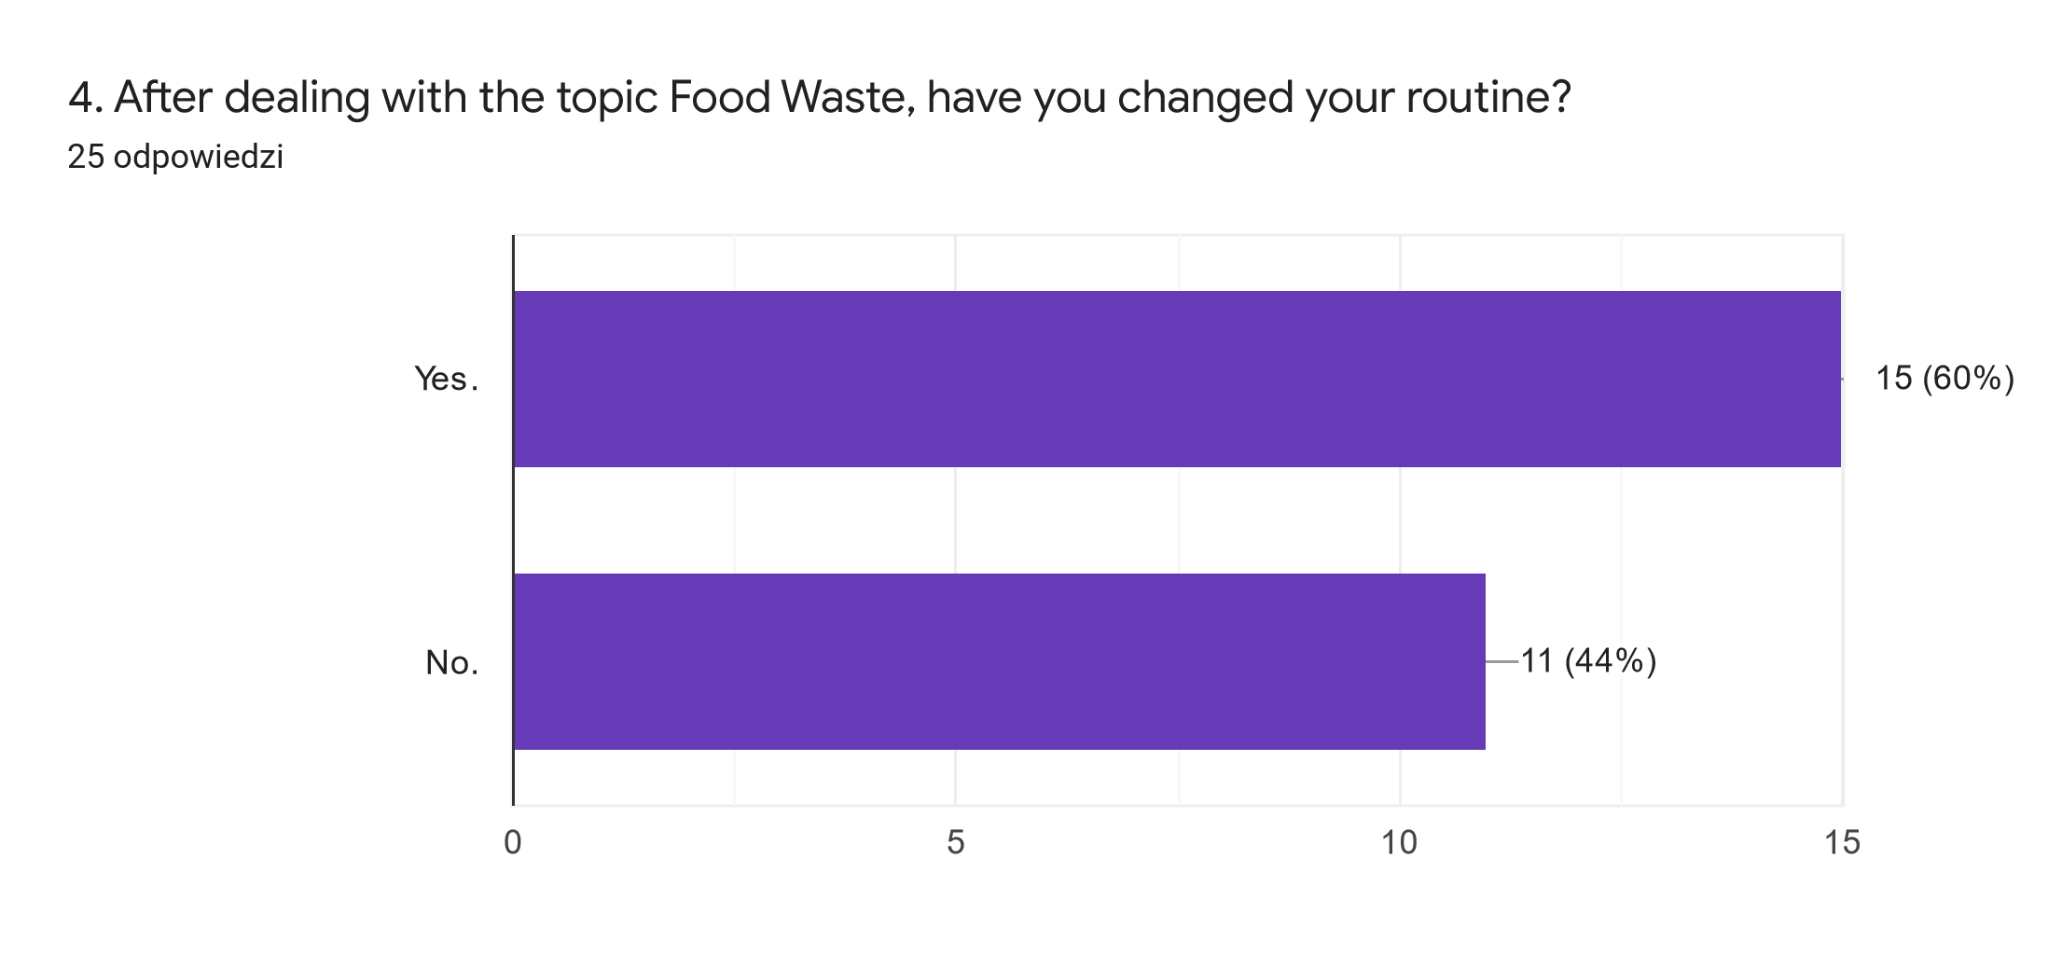 4. After dealing with the topic Food Waste, have you changed your routine?
25 odpowiedzi
Yes.
15 (60%)
No.
11 (44%)
0 5 10 15